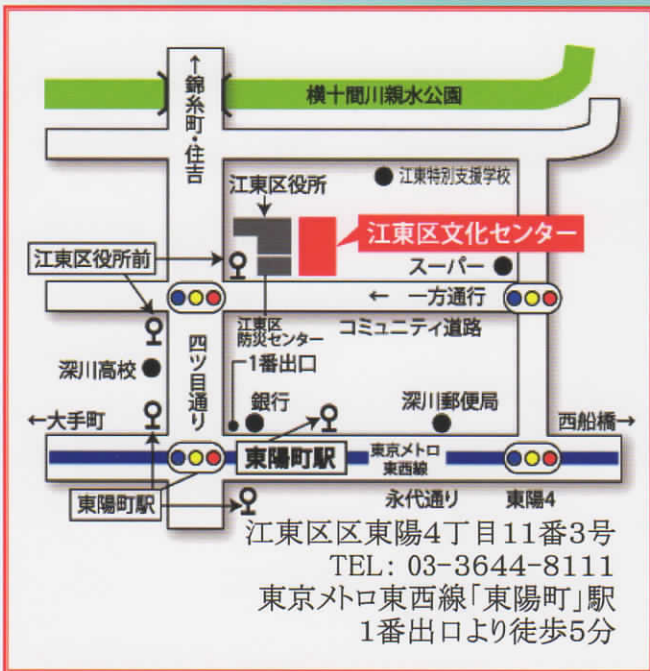 ↑錦糸町・住吉
横十間川親水公園
江東区役所
江東特別支援学校
江東区文化センター
江東区役所前
スーパー
← 一方通行
江東区
防災センター
コミュニティ道路
四ツ目通り
1番出口
深川高校
銀行
深川郵便局
←大手町
西船橋→
東陽町駅
東京メトロ
東西線
東陽町駅
永代通り
東陽4
江東区区東陽4丁目11番3号
TEL: 03-3644-8111
東京メトロ東西線「東陽町」駅
1番出口より徒歩5分